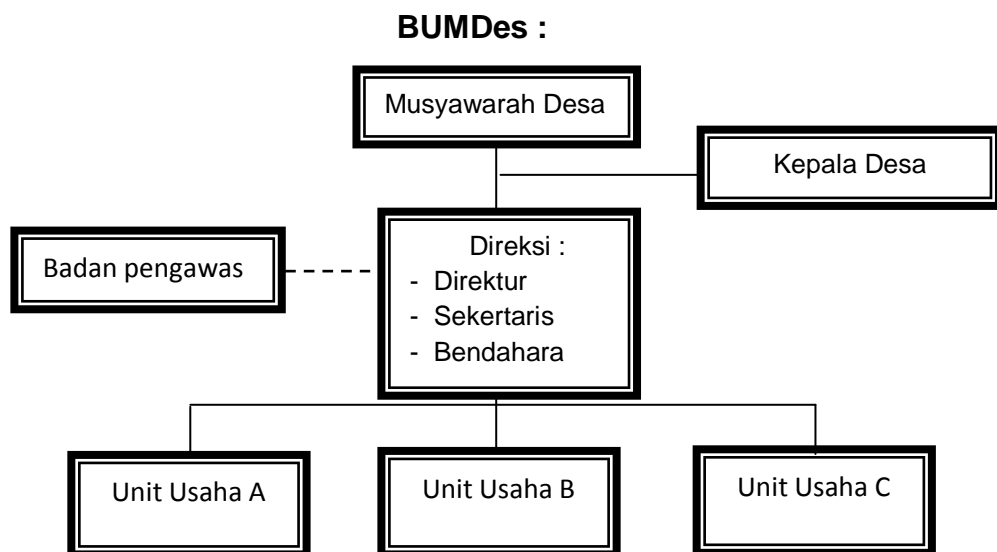 BUMDes :
Musyawarah Desa
Kepala Desa
Badan pengawas
Direksi :
- Direktur
- Sekertaris
- Bendahara
Unit Usaha A
Unit Usaha B
Unit Usaha C